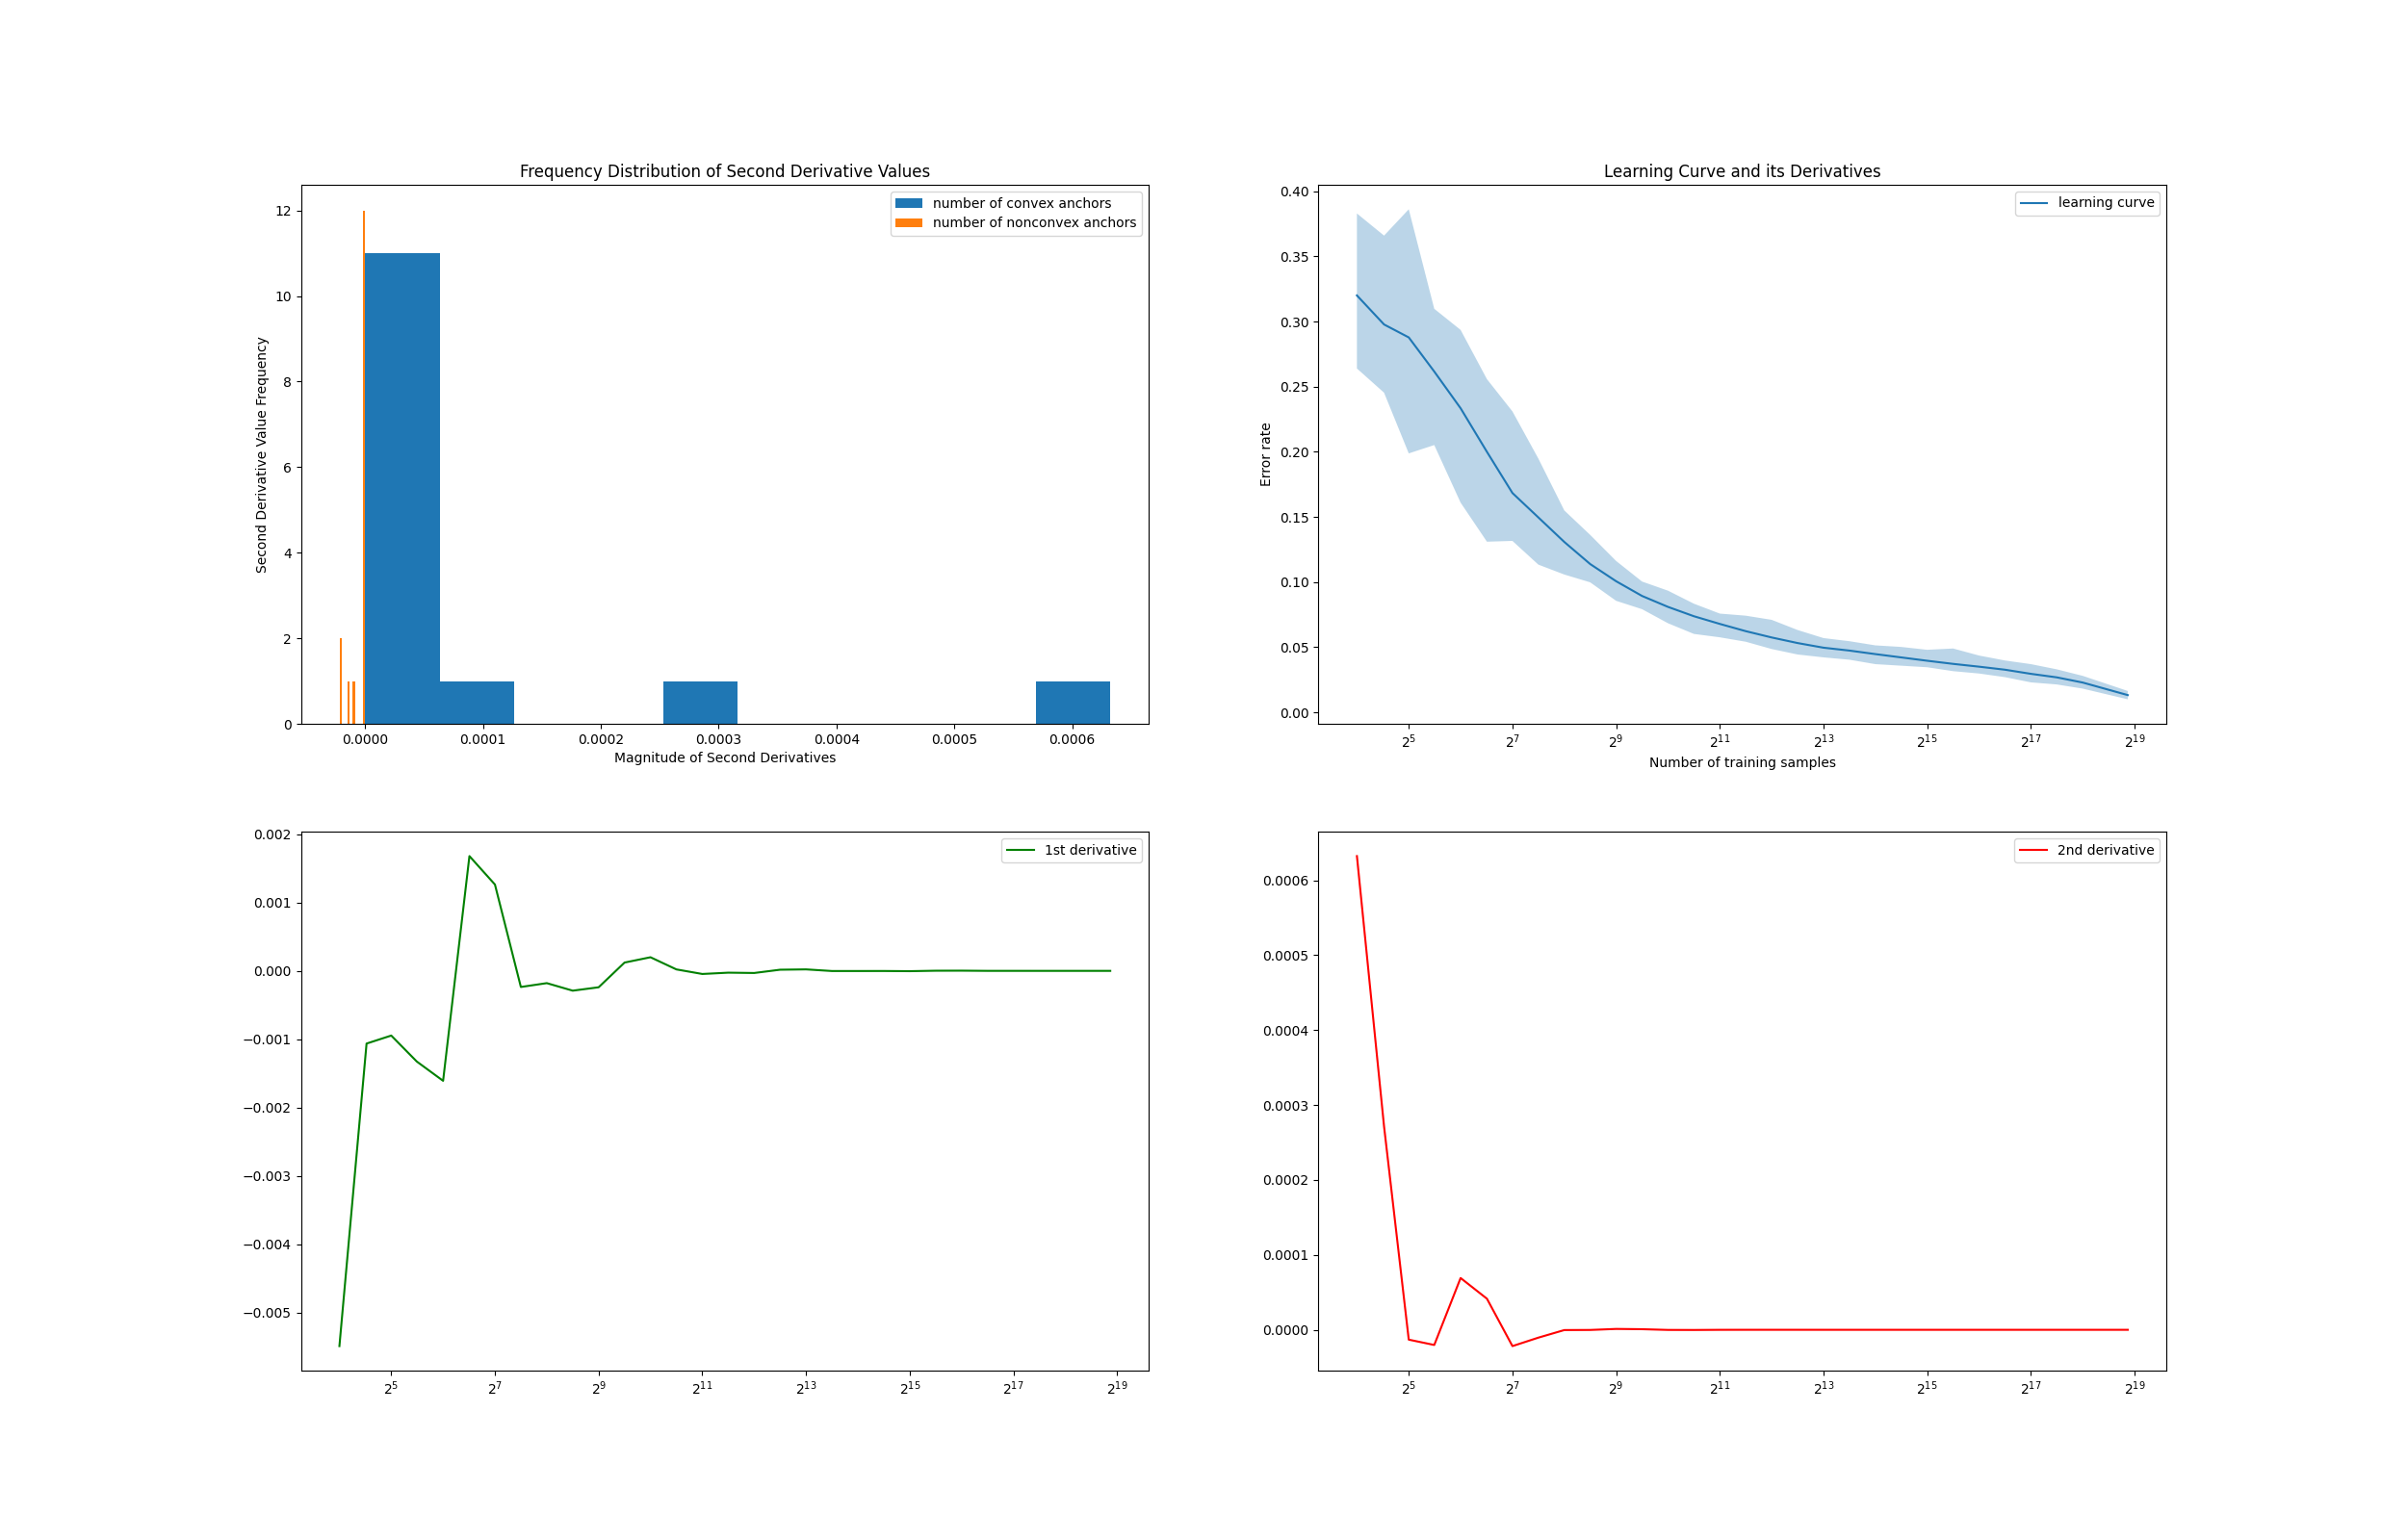 Frequency Distribution of Second Derivative Values
number of convex anchors
number of nonconvex anchors
12
10
8
6
4
2
0
Second Derivative Value Frequency
0.0000 0.0001 0.0002 0.0003 0.0004 0.0005 0.0006
Magnitude of Second Derivatives
Learning Curve and its Derivatives
learning curve
0.40
0.35
0.30
0.25
0.20
0.15
0.10
0.05
0.00
Error rate
2^5 2^7 2^9 2^11 2^13 2^15 2^17 2^19
Number of training samples
1st derivative
0.002
0.001
0.000
−0.001
−0.002
−0.003
−0.004
−0.005
2^5 2^7 2^9 2^11 2^13 2^15 2^17 2^19
2nd derivative
0.0006
0.0005
0.0004
0.0003
0.0002
0.0001
0.0000
2^5 2^7 2^9 2^11 2^13 2^15 2^17 2^19